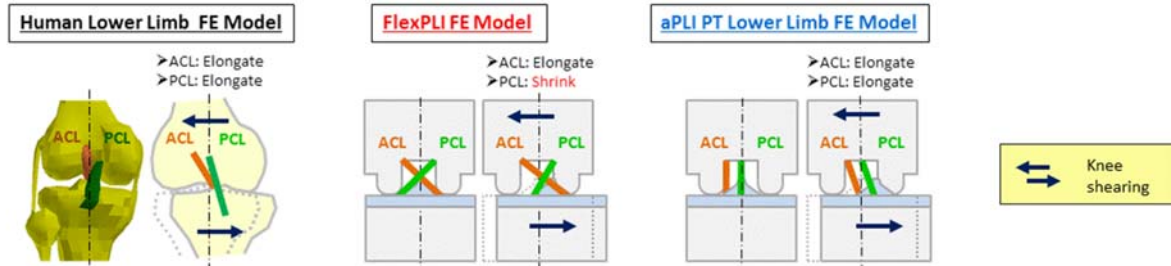 Human Lower Limb FE Model
FlexPLI FE Model
aPLI PT Lower Limb FE Model
➤ACL: Elongate
➤PCL: Elongate
➤ACL: Elongate
➤PCL: Shrink
➤ACL: Elongate
➤PCL: Elongate
ACL PCL
ACL PCL
ACL PCL
ACL PCL
ACL PCL
ACL PCL
Knee
shearing